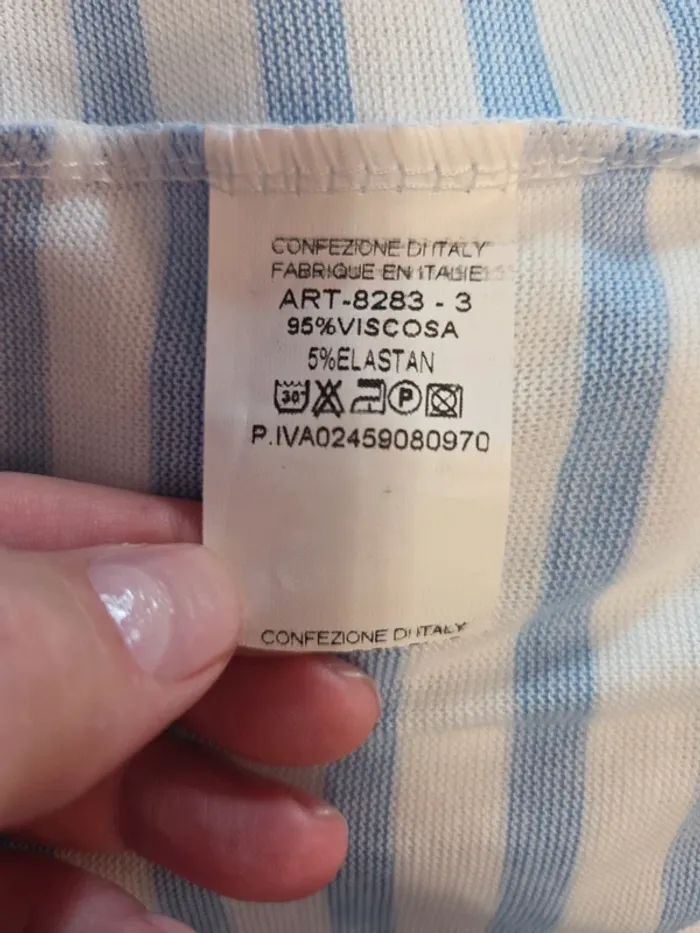 CONFEZIONE DI ITALY
FABRIQUE EN ITALIE
ART-8283 - 3
95%VISCOSA
5%ELASTAN
30° P
P.IVA02459080970
CONFEZIONE DI ITALY